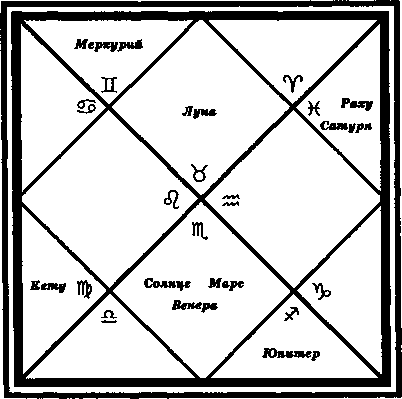 Меркурий
♊ ♈
♋ Луна ♓ Раху
Сатурн
♉
♌ ♒
♏
Кету ♍ Солнце Марс ♑
Венера
♎ ♐
Юпитер